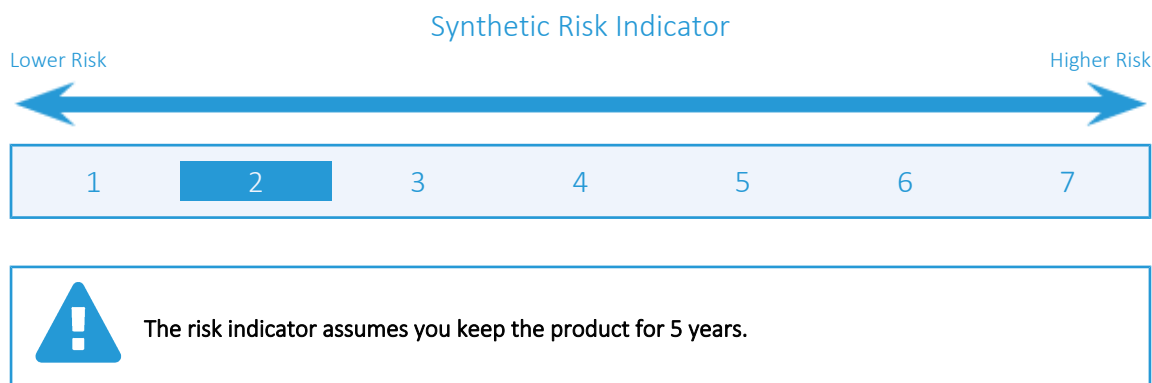 Synthetic Risk Indicator
Lower Risk Higher Risk
1 2 3 4 5 6 7
The risk indicator assumes you keep the product for 5 years.